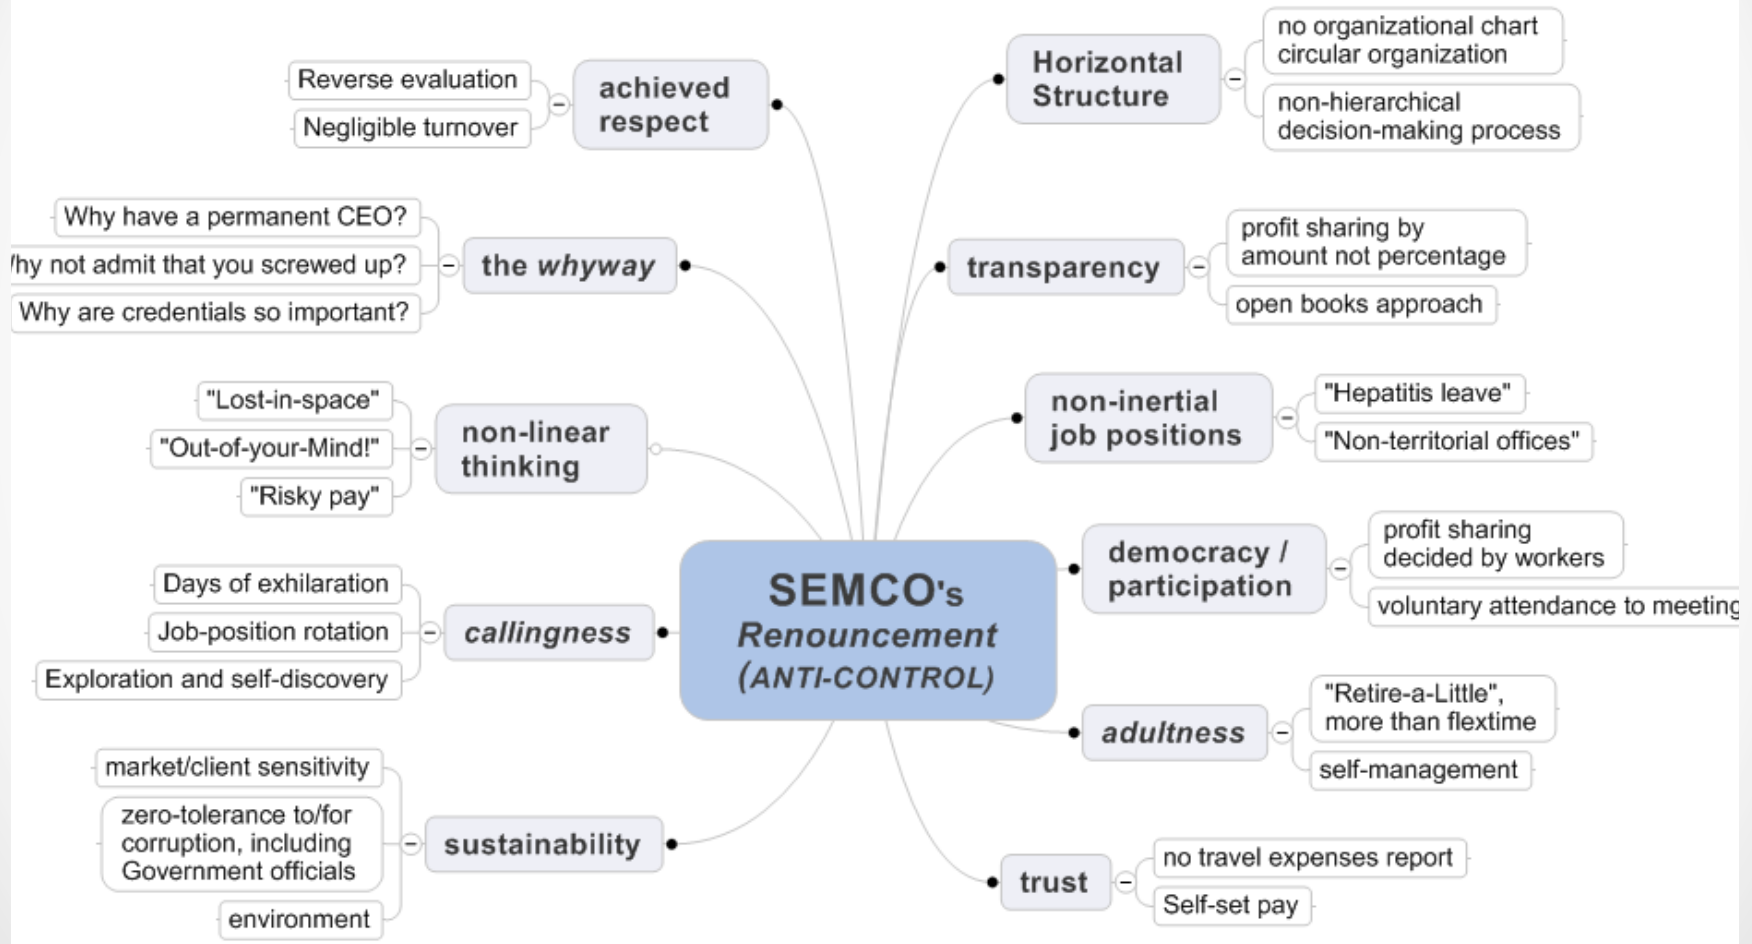 SEMCO's
Renouncement
(ANTI-CONTROL)
Horizontal
Structure
no organizational chart
circular organization
non-hierarchical
decision-making process
transparency
profit sharing by
amount not percentage
open books approach
non-inertial
job positions
"Hepatitis leave"
"Non-territorial offices"
democracy /
participation
profit sharing
decided by workers
voluntary attendance to meeting
adultness
"Retire-a-Little",
more than flextime
self-management
trust
no travel expenses report
Self-set pay
achieved
respect
Reverse evaluation
Negligible turnover
the whyway
Why have a permanent CEO?
hy not admit that you screwed up?
Why are credentials so important?
non-linear
thinking
"Lost-in-space"
"Out-of-your-Mind!"
"Risky pay"
callingness
Days of exhilaration
Job-position rotation
Exploration and self-discovery
sustainability
market/client sensitivity
zero-tolerance to/for
corruption, including
Government officials
environment